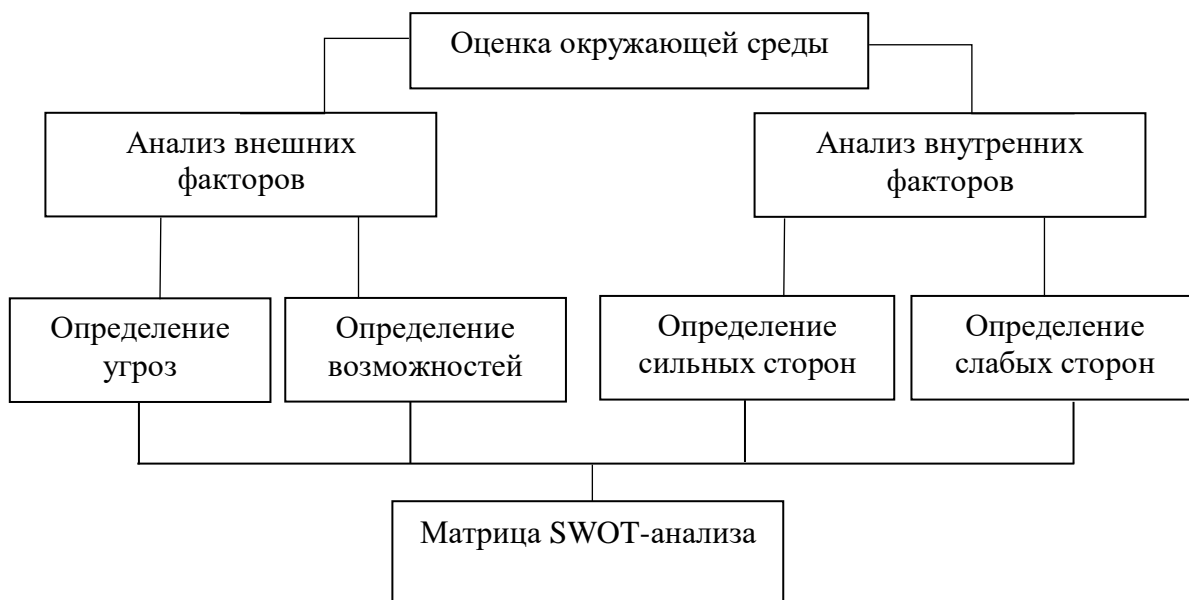 Оценка окружающей среды
Анализ внешних
факторов
Анализ внутренних
факторов
Определение
угроз
Определение
возможностей
Определение
сильных сторон
Определение
слабых сторон
Матрица SWOT-анализа